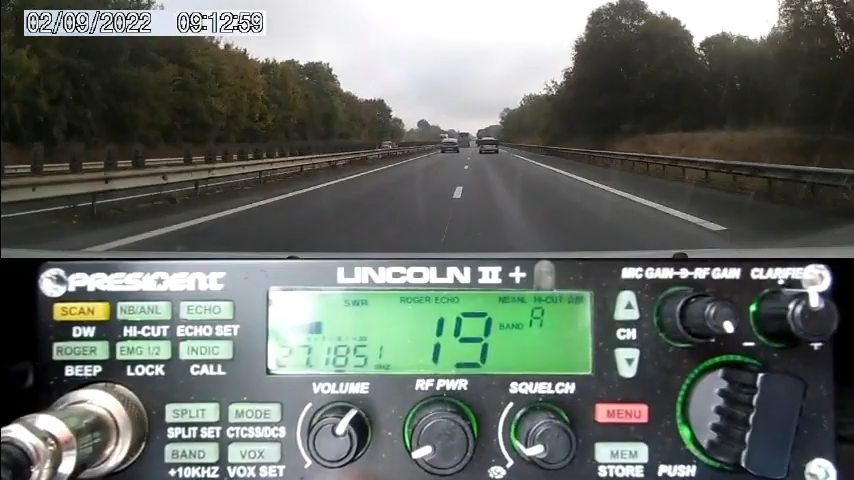 02/09/2022 09:12:59
PRESIDENT
LINCOLN II +
MIC GAIN-9-RF GAIN CLARIFIER
SCAN NB/ANL ECHO
DW HI-CUT ECHO SET
ROGER EMG 1/2 INDIC
BEEP LOCK CALL
SWR ROGER ECHO NB/ANL HI-CUT
19 BAND A
27.1851
CH
VOLUME RF PWR SQUELCH
SPLIT MODE
SPLIT SET CTCSS/DCS
BAND VOX
+10KHZ VOX SET
MENU
MEM
STORE PUSH
- +